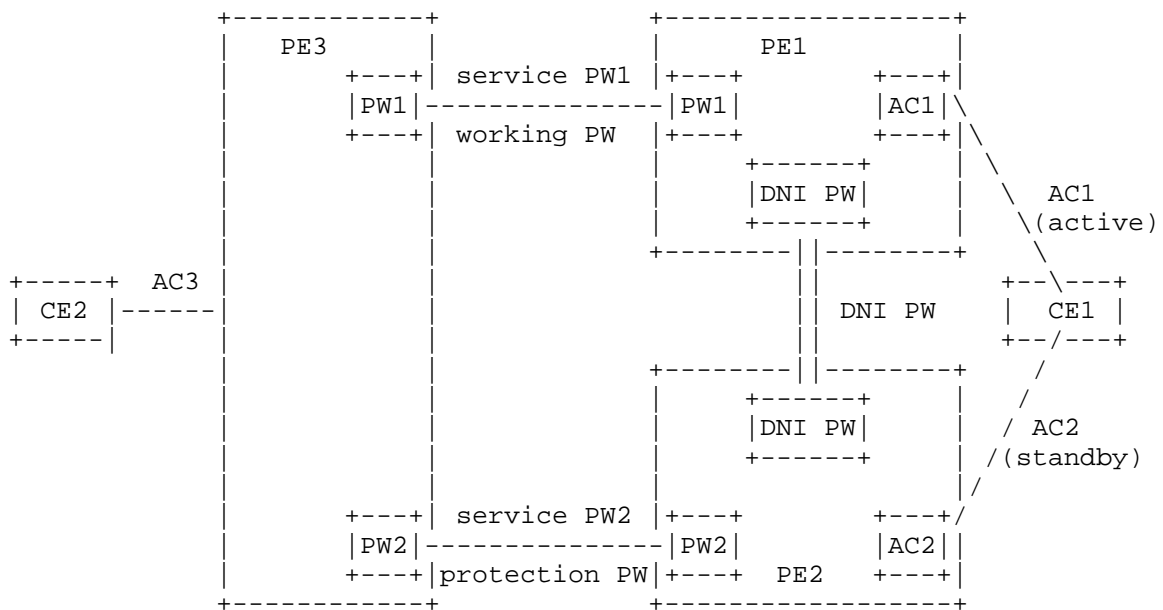 PE3 PE1
service PW1
PW1 PW1 AC1
working PW
DNI PW AC1
(active)
AC3
CE2 DNI PW CE1
DNI PW AC2
(standby)
service PW2
PW2 PW2 AC2
protection PW PE2